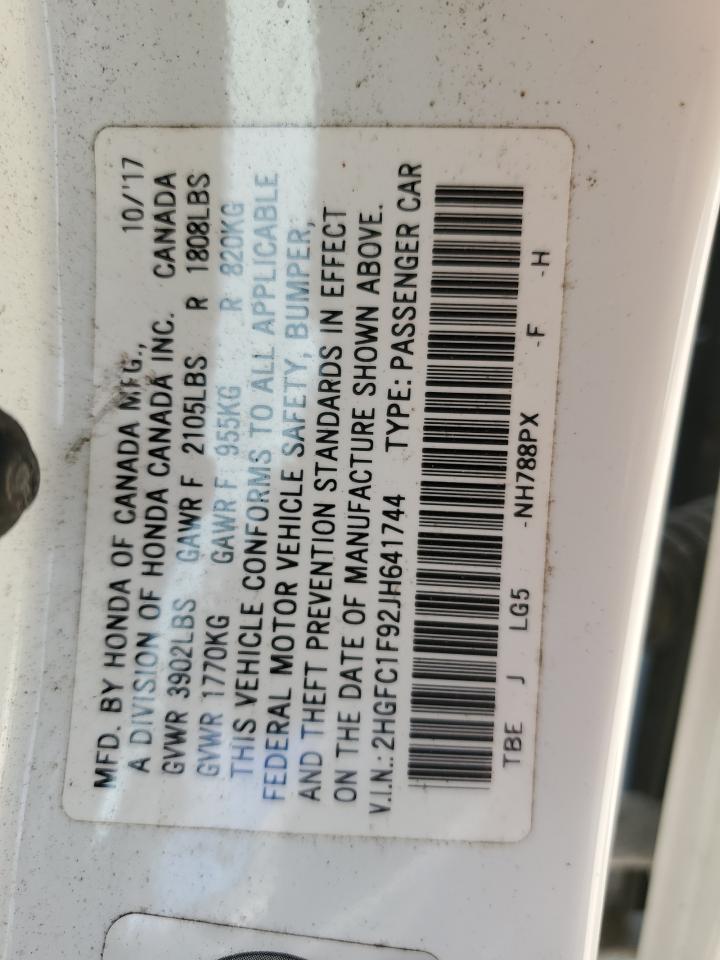 MFD. BY HONDA OF CANADA MFG., 10/'17
A DIVISION OF HONDA CANADA INC. CANADA
GVWR 3902LBS GAWR F 2105LBS R 1808LBS
GVWR 1770KG GAWR F 955KG R 820KG
THIS VEHICLE CONFORMS TO ALL APPLICABLE
FEDERAL MOTOR VEHICLE SAFETY, BUMPER,
AND THEFT PREVENTION STANDARDS IN EFFECT
ON THE DATE OF MANUFACTURE SHOWN ABOVE.
V.I.N.: 2HGFC1F92JH641744 TYPE: PASSENGER CAR
TBE J LG5 -NH788PX -F -H